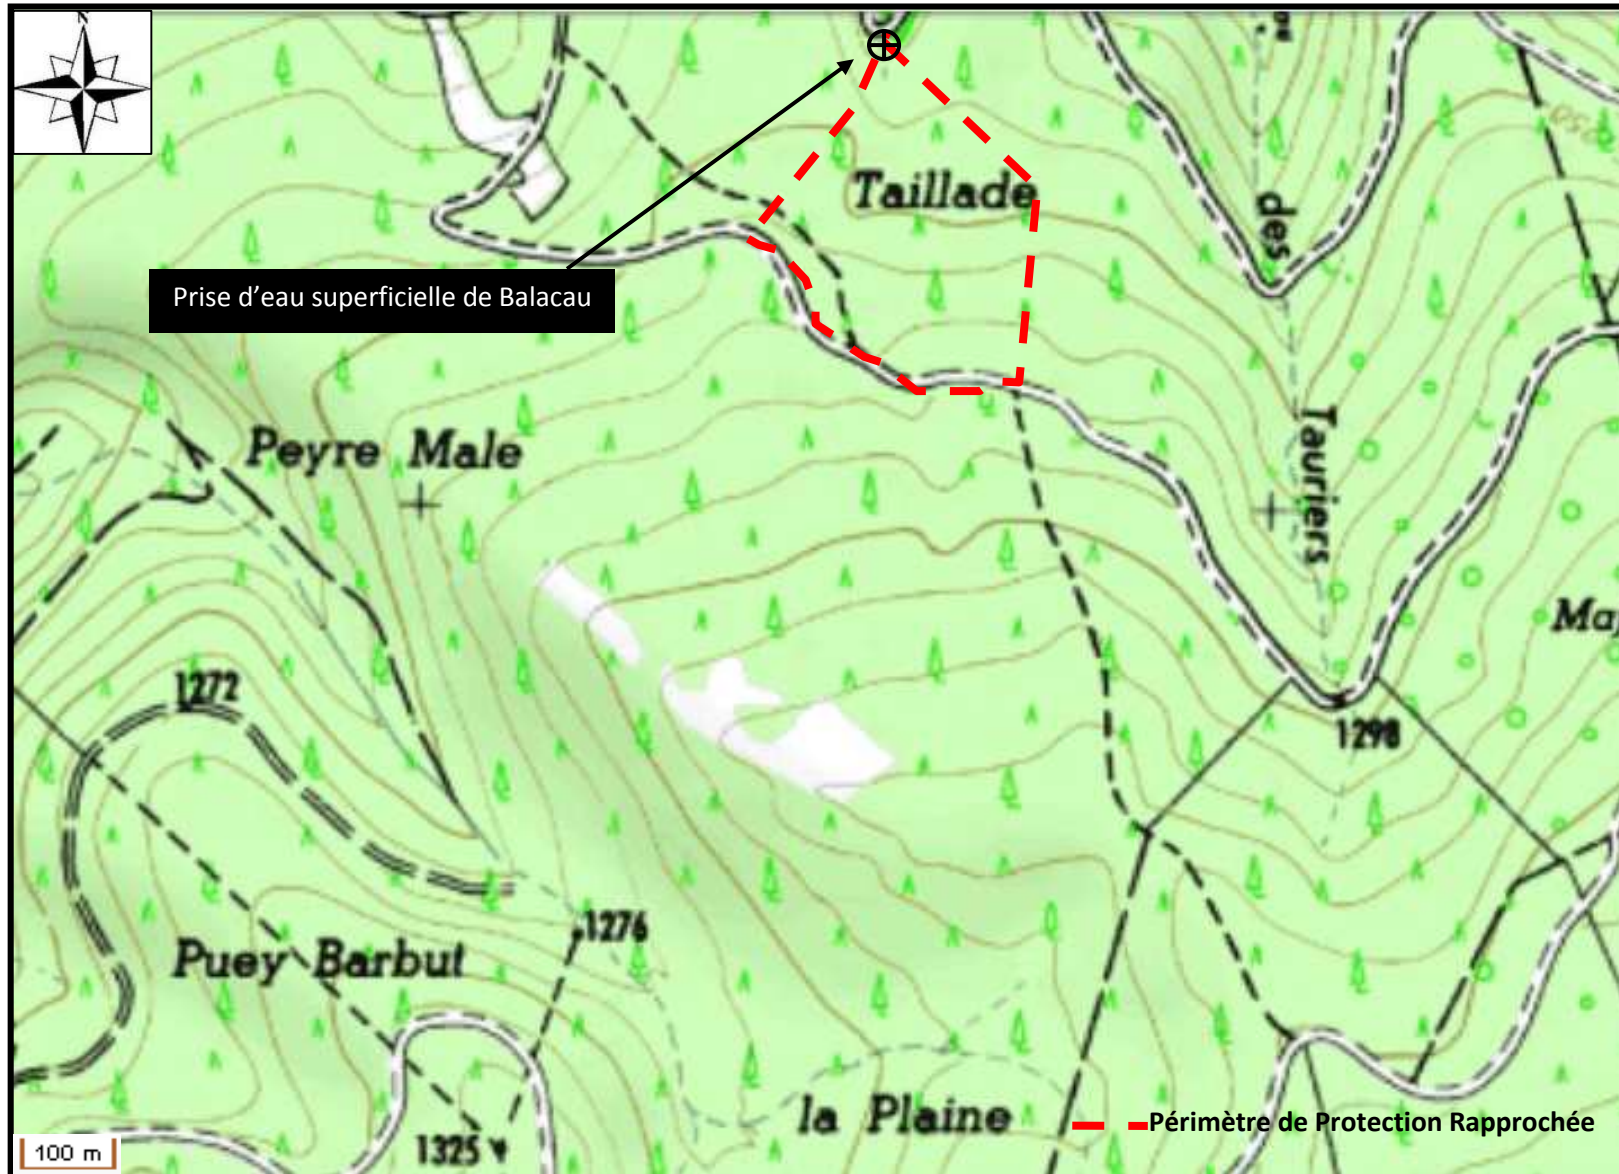 N
Taillade
des
Prise d'eau superficielle de Balacau
Peyre Male
Tauriers
1272
1298
1276
Puey Barbut
la Plaine
Périmètre de Protection Rapprochée
1325
100 m